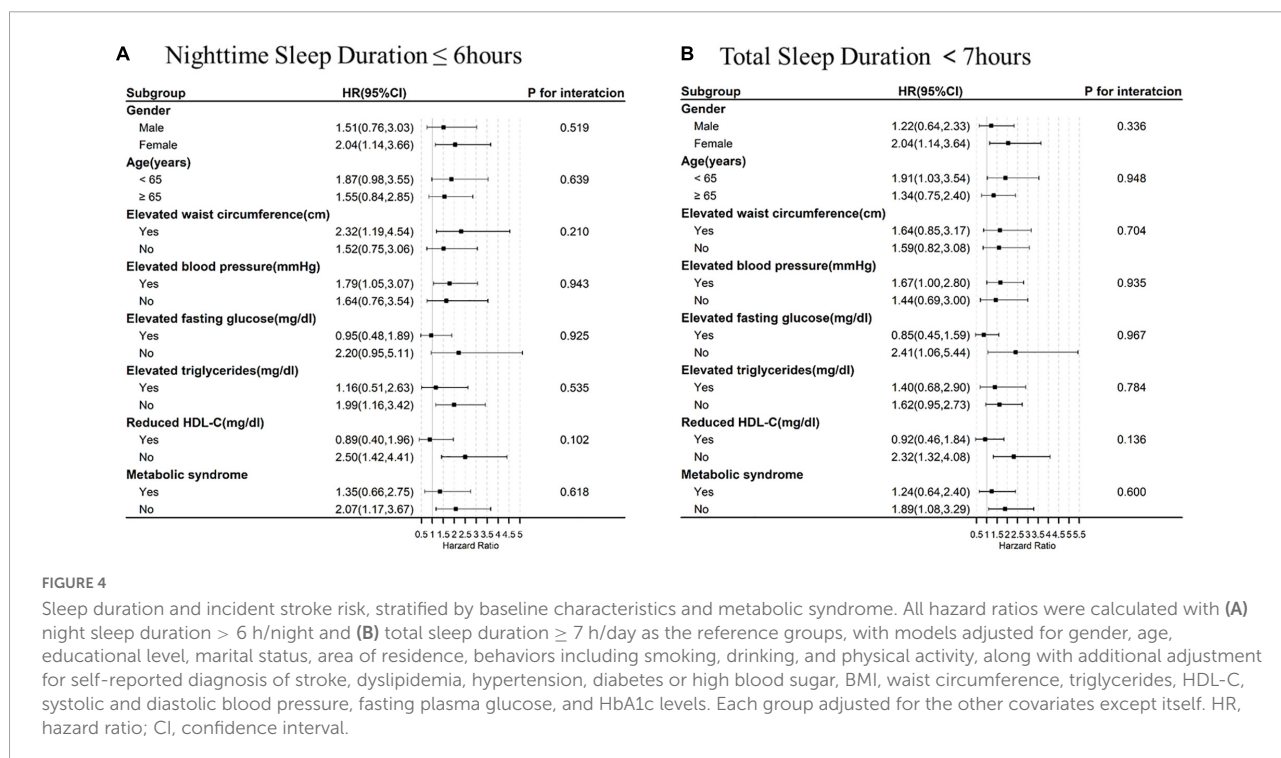 A Nighttime Sleep Duration ≤ 6hours
Subgroup HR(95%CI) P for interatcion
Gender
Male 1.51(0.76,3.03) 0.519
Female 2.04(1.14,3.66)
Age(years)
< 65 1.87(0.98,3.55) 0.639
≥ 65 1.55(0.84,2.85)
Elevated waist circumference(cm)
Yes 2.32(1.19,4.54) 0.210
No 1.52(0.75,3.06)
Elevated blood pressure(mmHg)
Yes 1.79(1.05,3.07) 0.943
No 1.64(0.76,3.54)
Elevated fasting glucose(mg/dl)
Yes 0.95(0.48,1.89) 0.925
No 2.20(0.95,5.11)
Elevated triglycerides(mg/dl)
Yes 1.16(0.51,2.63) 0.535
No 1.99(1.16,3.42)
Reduced HDL-C(mg/dl)
Yes 0.89(0.40,1.96) 0.102
No 2.50(1.42,4.41)
Metabolic syndrome
Yes 1.35(0.66,2.75) 0.618
No 2.07(1.17,3.67)
0.5 1 1.5 2 2.5 3 3.5 4 4.5 5
Harzard Ratio
B Total Sleep Duration < 7hours
Subgroup HR(95%CI) P for interatcion
Gender
Male 1.22(0.64,2.33) 0.336
Female 2.04(1.14,3.64)
Age(years)
< 65 1.91(1.03,3.54) 0.948
≥ 65 1.34(0.75,2.40)
Elevated waist circumference(cm)
Yes 1.64(0.85,3.17) 0.704
No 1.59(0.82,3.08)
Elevated blood pressure(mmHg)
Yes 1.67(1.00,2.80) 0.935
No 1.44(0.69,3.00)
Elevated fasting glucose(mg/dl)
Yes 0.85(0.45,1.59) 0.967
No 2.41(1.06,5.44)
Elevated triglycerides(mg/dl)
Yes 1.40(0.68,2.90) 0.784
No 1.62(0.95,2.73)
Reduced HDL-C(mg/dl)
Yes 0.92(0.46,1.84) 0.136
No 2.32(1.32,4.08)
Metabolic syndrome
Yes 1.24(0.64,2.40) 0.600
No 1.89(1.08,3.29)
0.5 1 1.5 2 2.5 3 3.5 4 4.5 5 5.5
Harzard Ratio
FIGURE 4
Sleep duration and incident stroke risk, stratified by baseline characteristics and metabolic syndrome. All hazard ratios were calculated with (A)
night sleep duration > 6 h/night and (B) total sleep duration ≥ 7 h/day as the reference groups, with models adjusted for gender, age,
educational level, marital status, area of residence, behaviors including smoking, drinking, and physical activity, along with additional adjustment
for self-reported diagnosis of stroke, dyslipidemia, hypertension, diabetes or high blood sugar, BMI, waist circumference, triglycerides, HDL-C,
systolic and diastolic blood pressure, fasting plasma glucose, and HbA1c levels. Each group adjusted for the other covariates except itself. HR,
hazard ratio; CI, confidence interval.